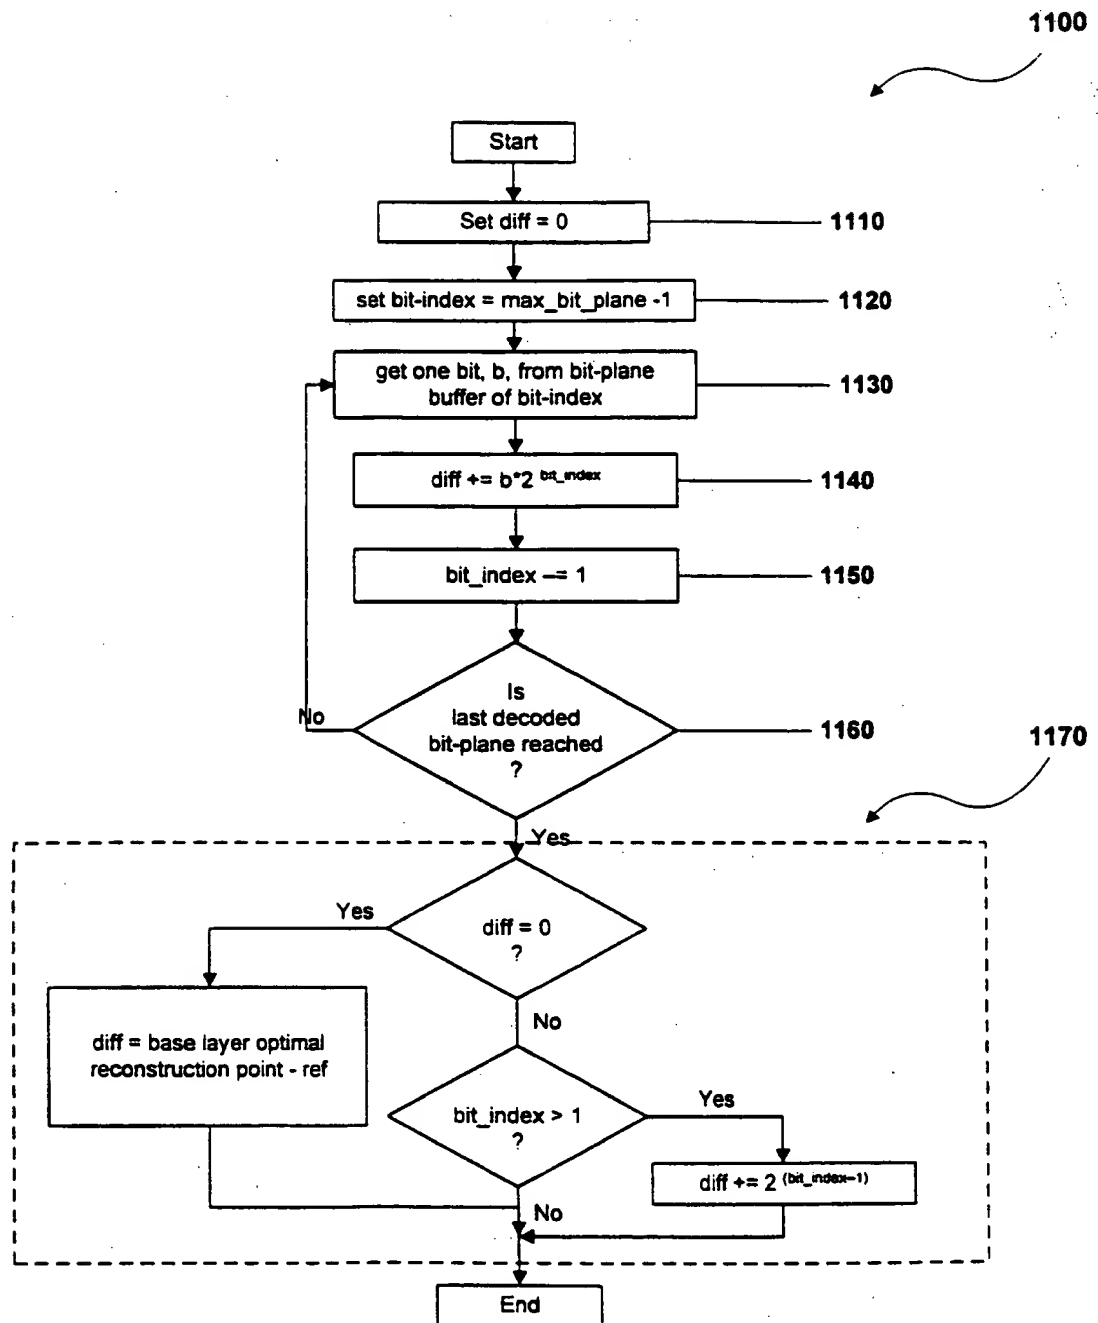 1100
Start
Set diff = 0
1110
set bit-index = max_bit_plane -1
1120
get one bit, b, from bit-plane
buffer of bit-index
1130
diff += b*2 bit_index
1140
bit_index -= 1
1150
Is
last decoded
bit-plane reached
?
No
1160
1170
Yes
diff = 0
?
Yes
No
diff = base layer optimal
reconstruction point - ref
bit_index > 1
?
Yes
diff += 2 (bit_index-1)
No
End